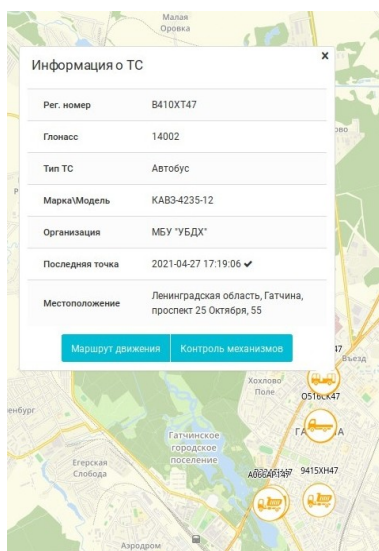 Малая
Оровка
Информация о ТС
x
Рег. номер В410ХТ47
Глонасс 14002
Тип ТС Автобус
Марка\Модель КАВЗ-4235-12
Организация МБУ "УБДХ"
Последняя точка 2021-04-27 17:19:06 ✔
Местоположение Ленинградская область, Гатчина,
проспект 25 Октября, 55
Маршрут движения Контроль механизмов
Въезд
Хохлово
Поле
О516СК47
Гатчинское
городское
поселение
Егерская
Слобода
9415ХН47
Аэродром